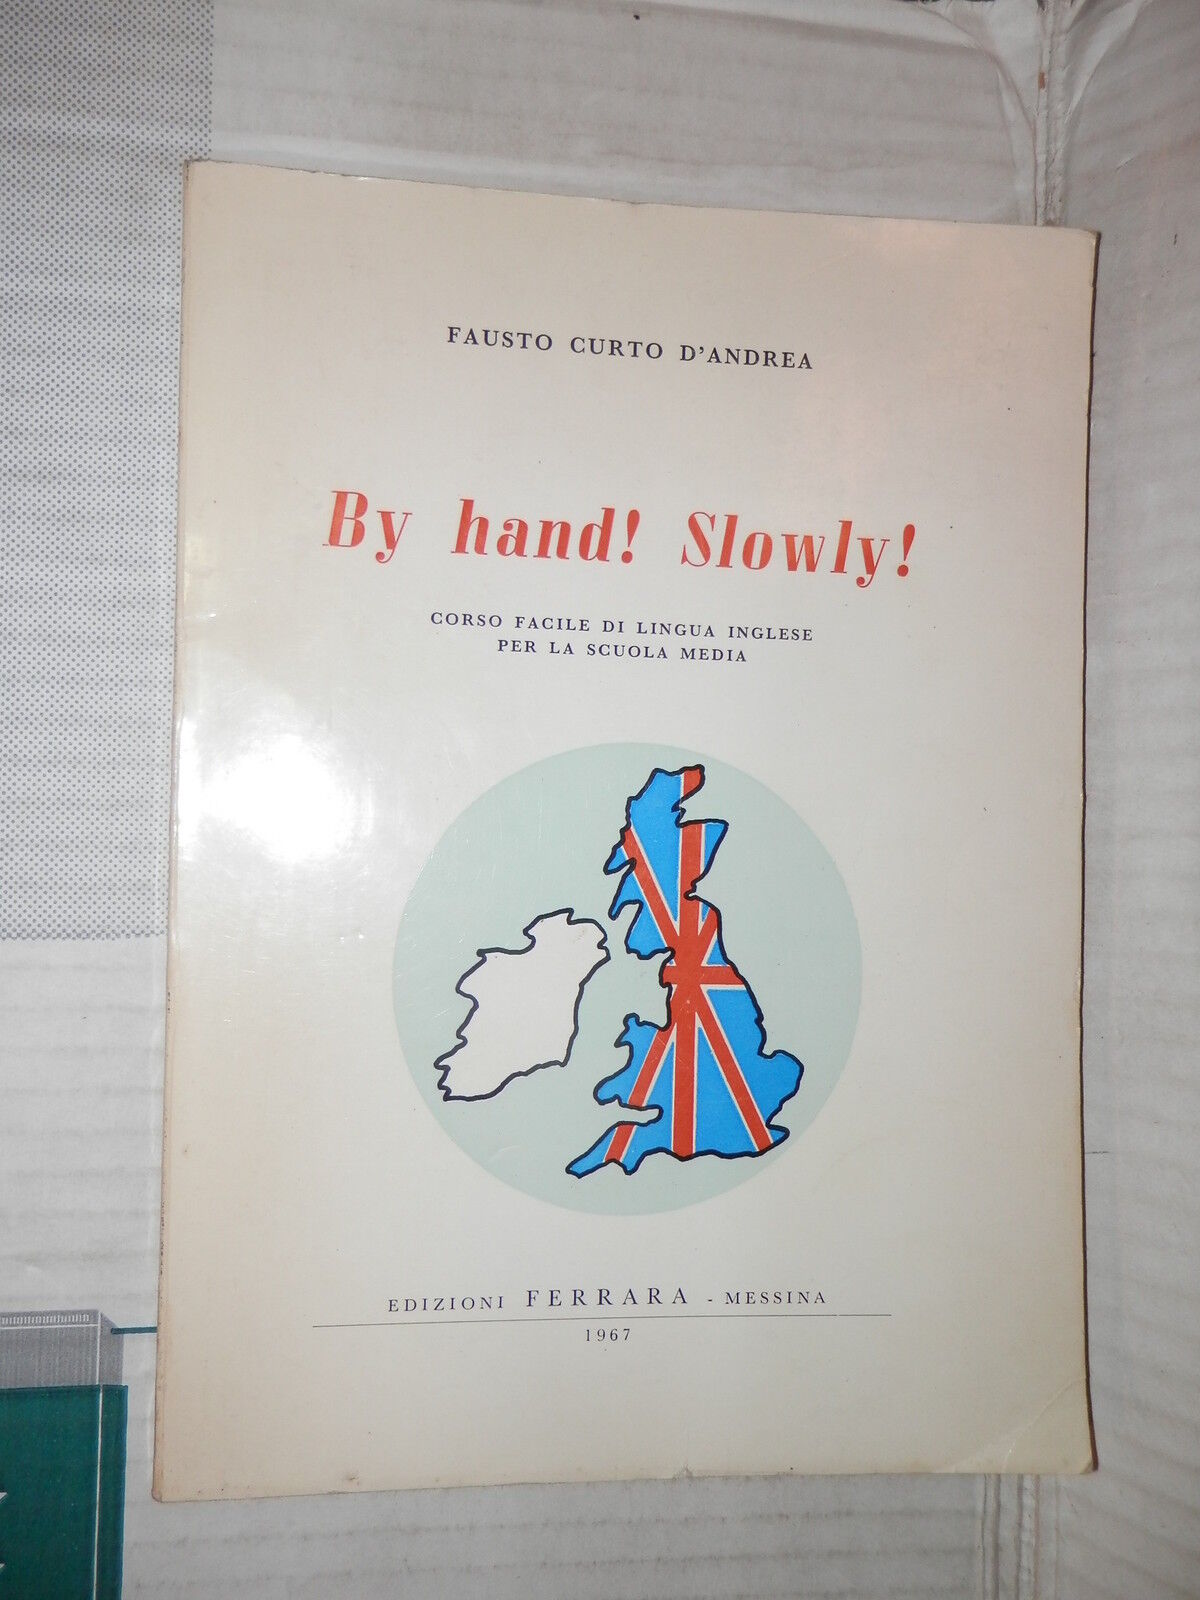 FAUSTO CURTO D'ANDREA
By hand! Slowly!
CORSO FACILE DI LINGUA INGLESE
PER LA SCUOLA MEDIA
EDIZIONI FERRARA - MESSINA
1967